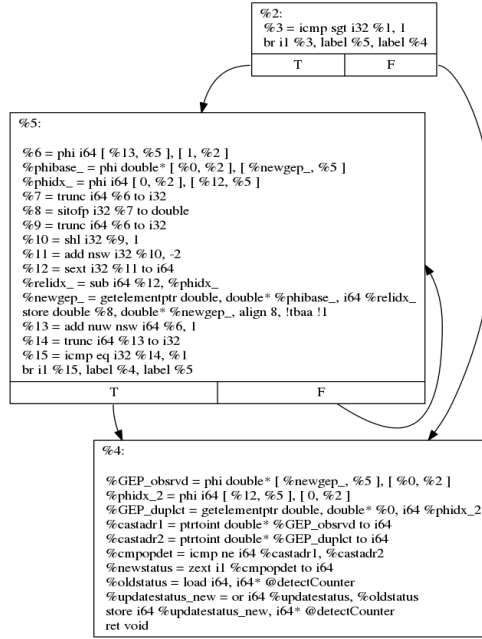 %2:
%3 = icmp sgt i32 %1, 1
br i1 %3, label %5, label %4
T F
%5:
%6 = phi i64 [ %13, %5 ], [ 1, %2 ]
%phibase_ = phi double* [ %0, %2 ], [ %newgep_, %5 ]
%phidx_ = phi i64 [ 0, %2 ], [ %12, %5 ]
%7 = trunc i64 %6 to i32
%8 = sitofp i32 %7 to double
%9 = trunc i64 %6 to i32
%10 = shl i32 %9, 1
%11 = add nsw i32 %10, -2
%12 = sext i32 %11 to i64
%relidx_ = sub i64 %12, %phidx_
%newgep_ = getelementptr double, double* %phibase_, i64 %relidx_
store double %8, double* %newgep_, align 8, !tbaa !1
%13 = add nuw nsw i64 %6, 1
%14 = trunc i64 %13 to i32
%15 = icmp eq i32 %14, %1
br i1 %15, label %4, label %5
T F
%4:
%GEP_obsrvd = phi double* [ %newgep_, %5 ], [ %0, %2 ]
%phidx_2 = phi i64 [ %12, %5 ], [ 0, %2 ]
%GEP_duplct = getelementptr double, double* %0, i64 %phidx_2
%castadr1 = ptrtoint double* %GEP_obsrvd to i64
%castadr2 = ptrtoint double* %GEP_duplct to i64
%cmpopdet = icmp ne i64 %castadr1, %castadr2
%newstatus = zext i1 %cmpopdet to i64
%oldstatus = load i64, i64* @detectCounter
%updatestatus_new = or i64 %updatestatus, %oldstatus
store i64 %updatestatus_new, i64* @detectCounter
ret void